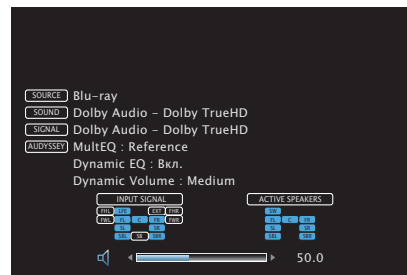 SOURCE Blu-ray
SOUND Dolby Audio – Dolby TrueHD
SIGNAL Dolby Audio – Dolby TrueHD
AUDYSSEY MultEQ : Reference
Dynamic EQ : Вкл.
Dynamic Volume : Medium
INPUT SIGNAL ACTIVE SPEAKERS
FHL LFE EXT FHR SW
FWL FL C FR FWR FL C FR
SL SR SL SR
SBL SB SBR SBL SBR
50.0